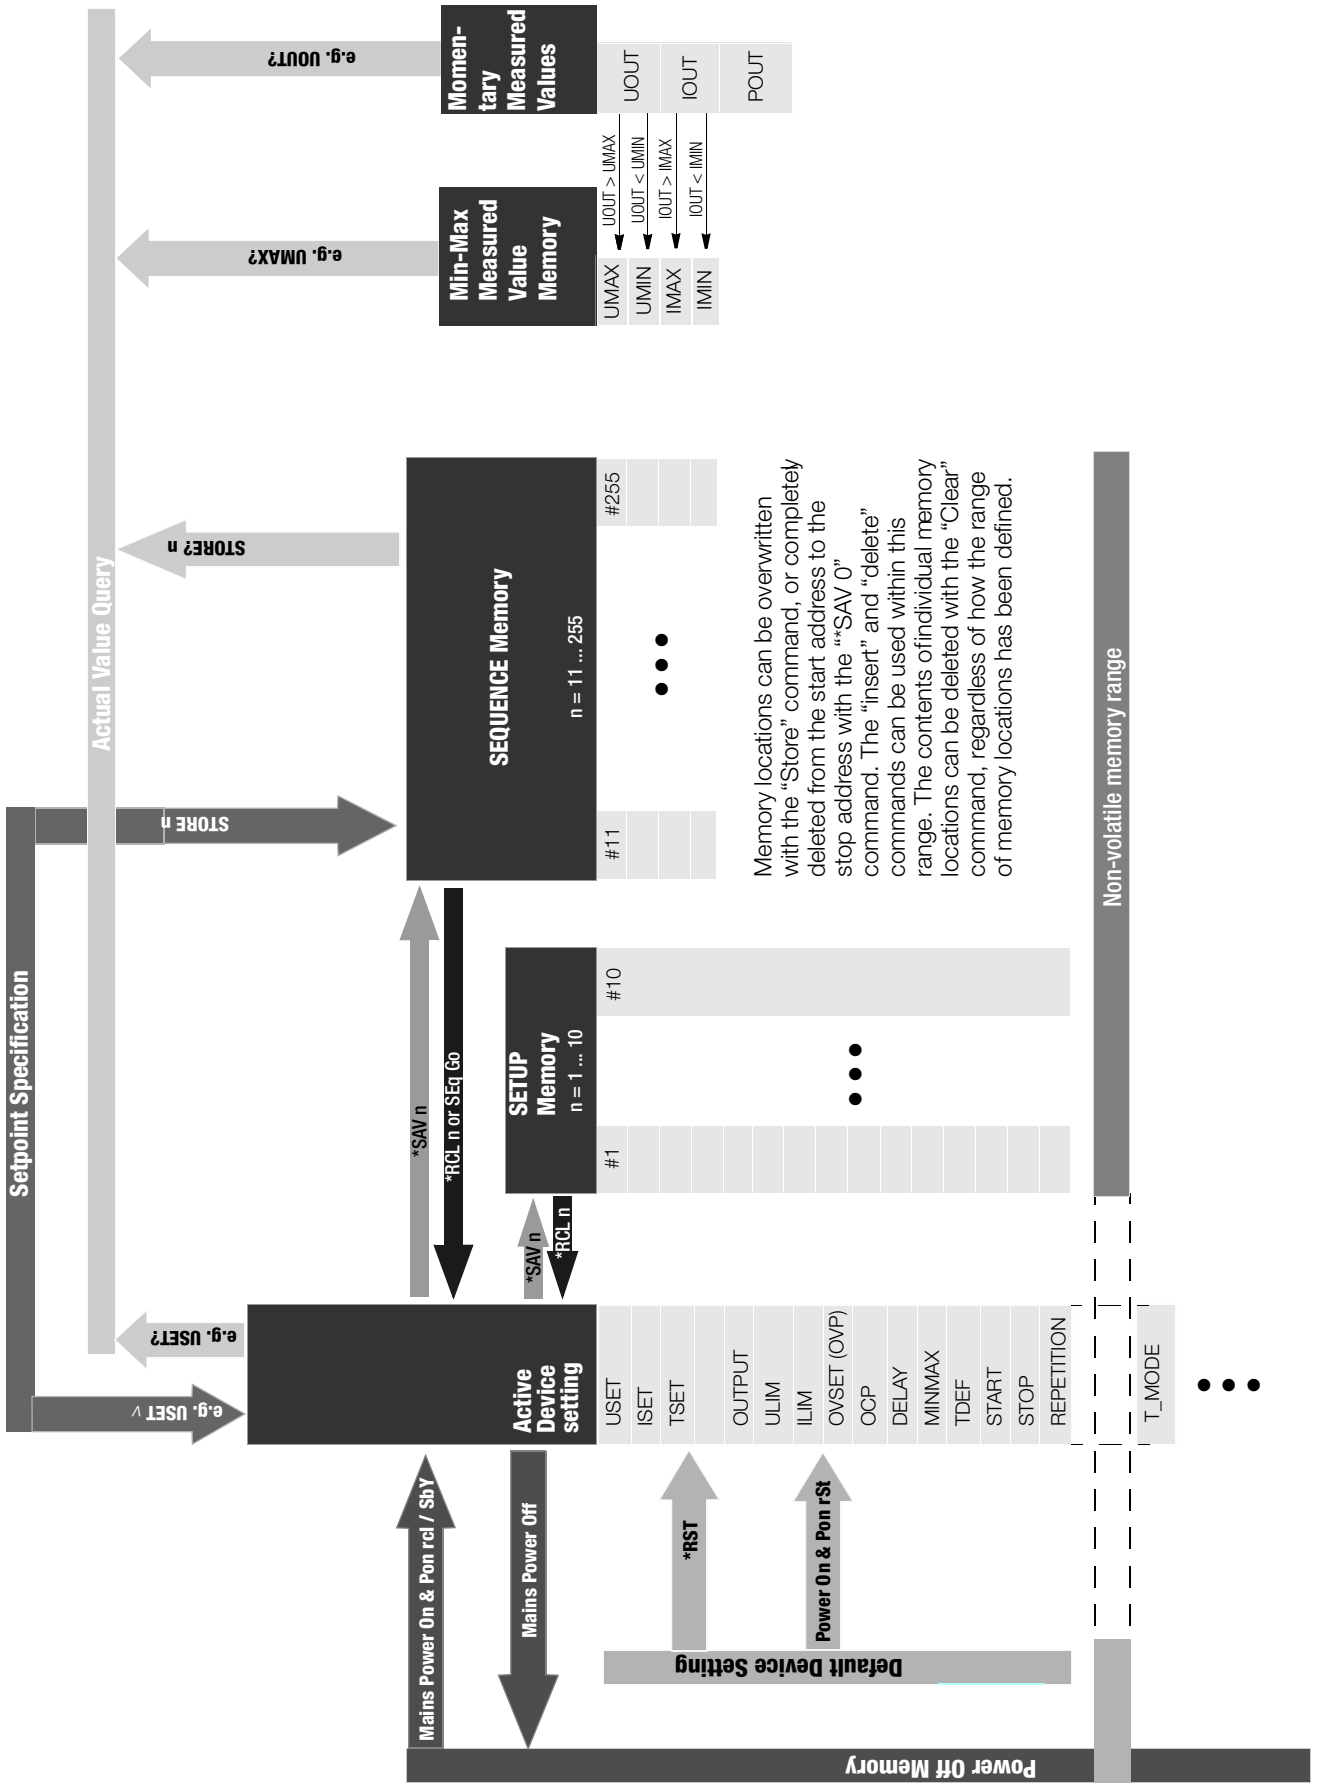 Setpoint Specification
Actual Value Query
e.g. USET v
e.g. USET?
STORE n
STORE? n
e.g. UMAX?
e.g. UOUT?
Mains Power On & Pon rcl / SbY
Mains Power Off
Active
Device
setting
*SAV n
*RCL n or SEq Go
*SAV n
*RCL n
SETUP
Memory
n = 1 ... 10
SEQUENCE Memory
n = 11 ... 255
Min-Max
Measured
Value
Memory
Momen-
tary
Measured
Values
USET
ISET
TSET
OUTPUT
ULIM
ILIM
OVSET (OVP)
OCP
DELAY
MINMAX
TDEF
START
STOP
REPETITION
T_MODE
#1
#10
#11
#255
UMAX
UMIN
IMAX
IMIN
UOUT > UMAX
UOUT < UMIN
IOUT > IMAX
IOUT < IMIN
UOUT
IOUT
POUT
*RST
Power On & Pon rSt
Default Device Setting
Power Off Memory
Memory locations can be overwritten
with the “Store” command, or completely
deleted from the start address to the
stop address with the “*SAV 0”
command. The “insert” and “delete”
commands can be used within this
range. The contents of individual memory
locations can be deleted with the “Clear”
command, regardless of how the range
of memory locations has been defined.
Non-volatile memory range